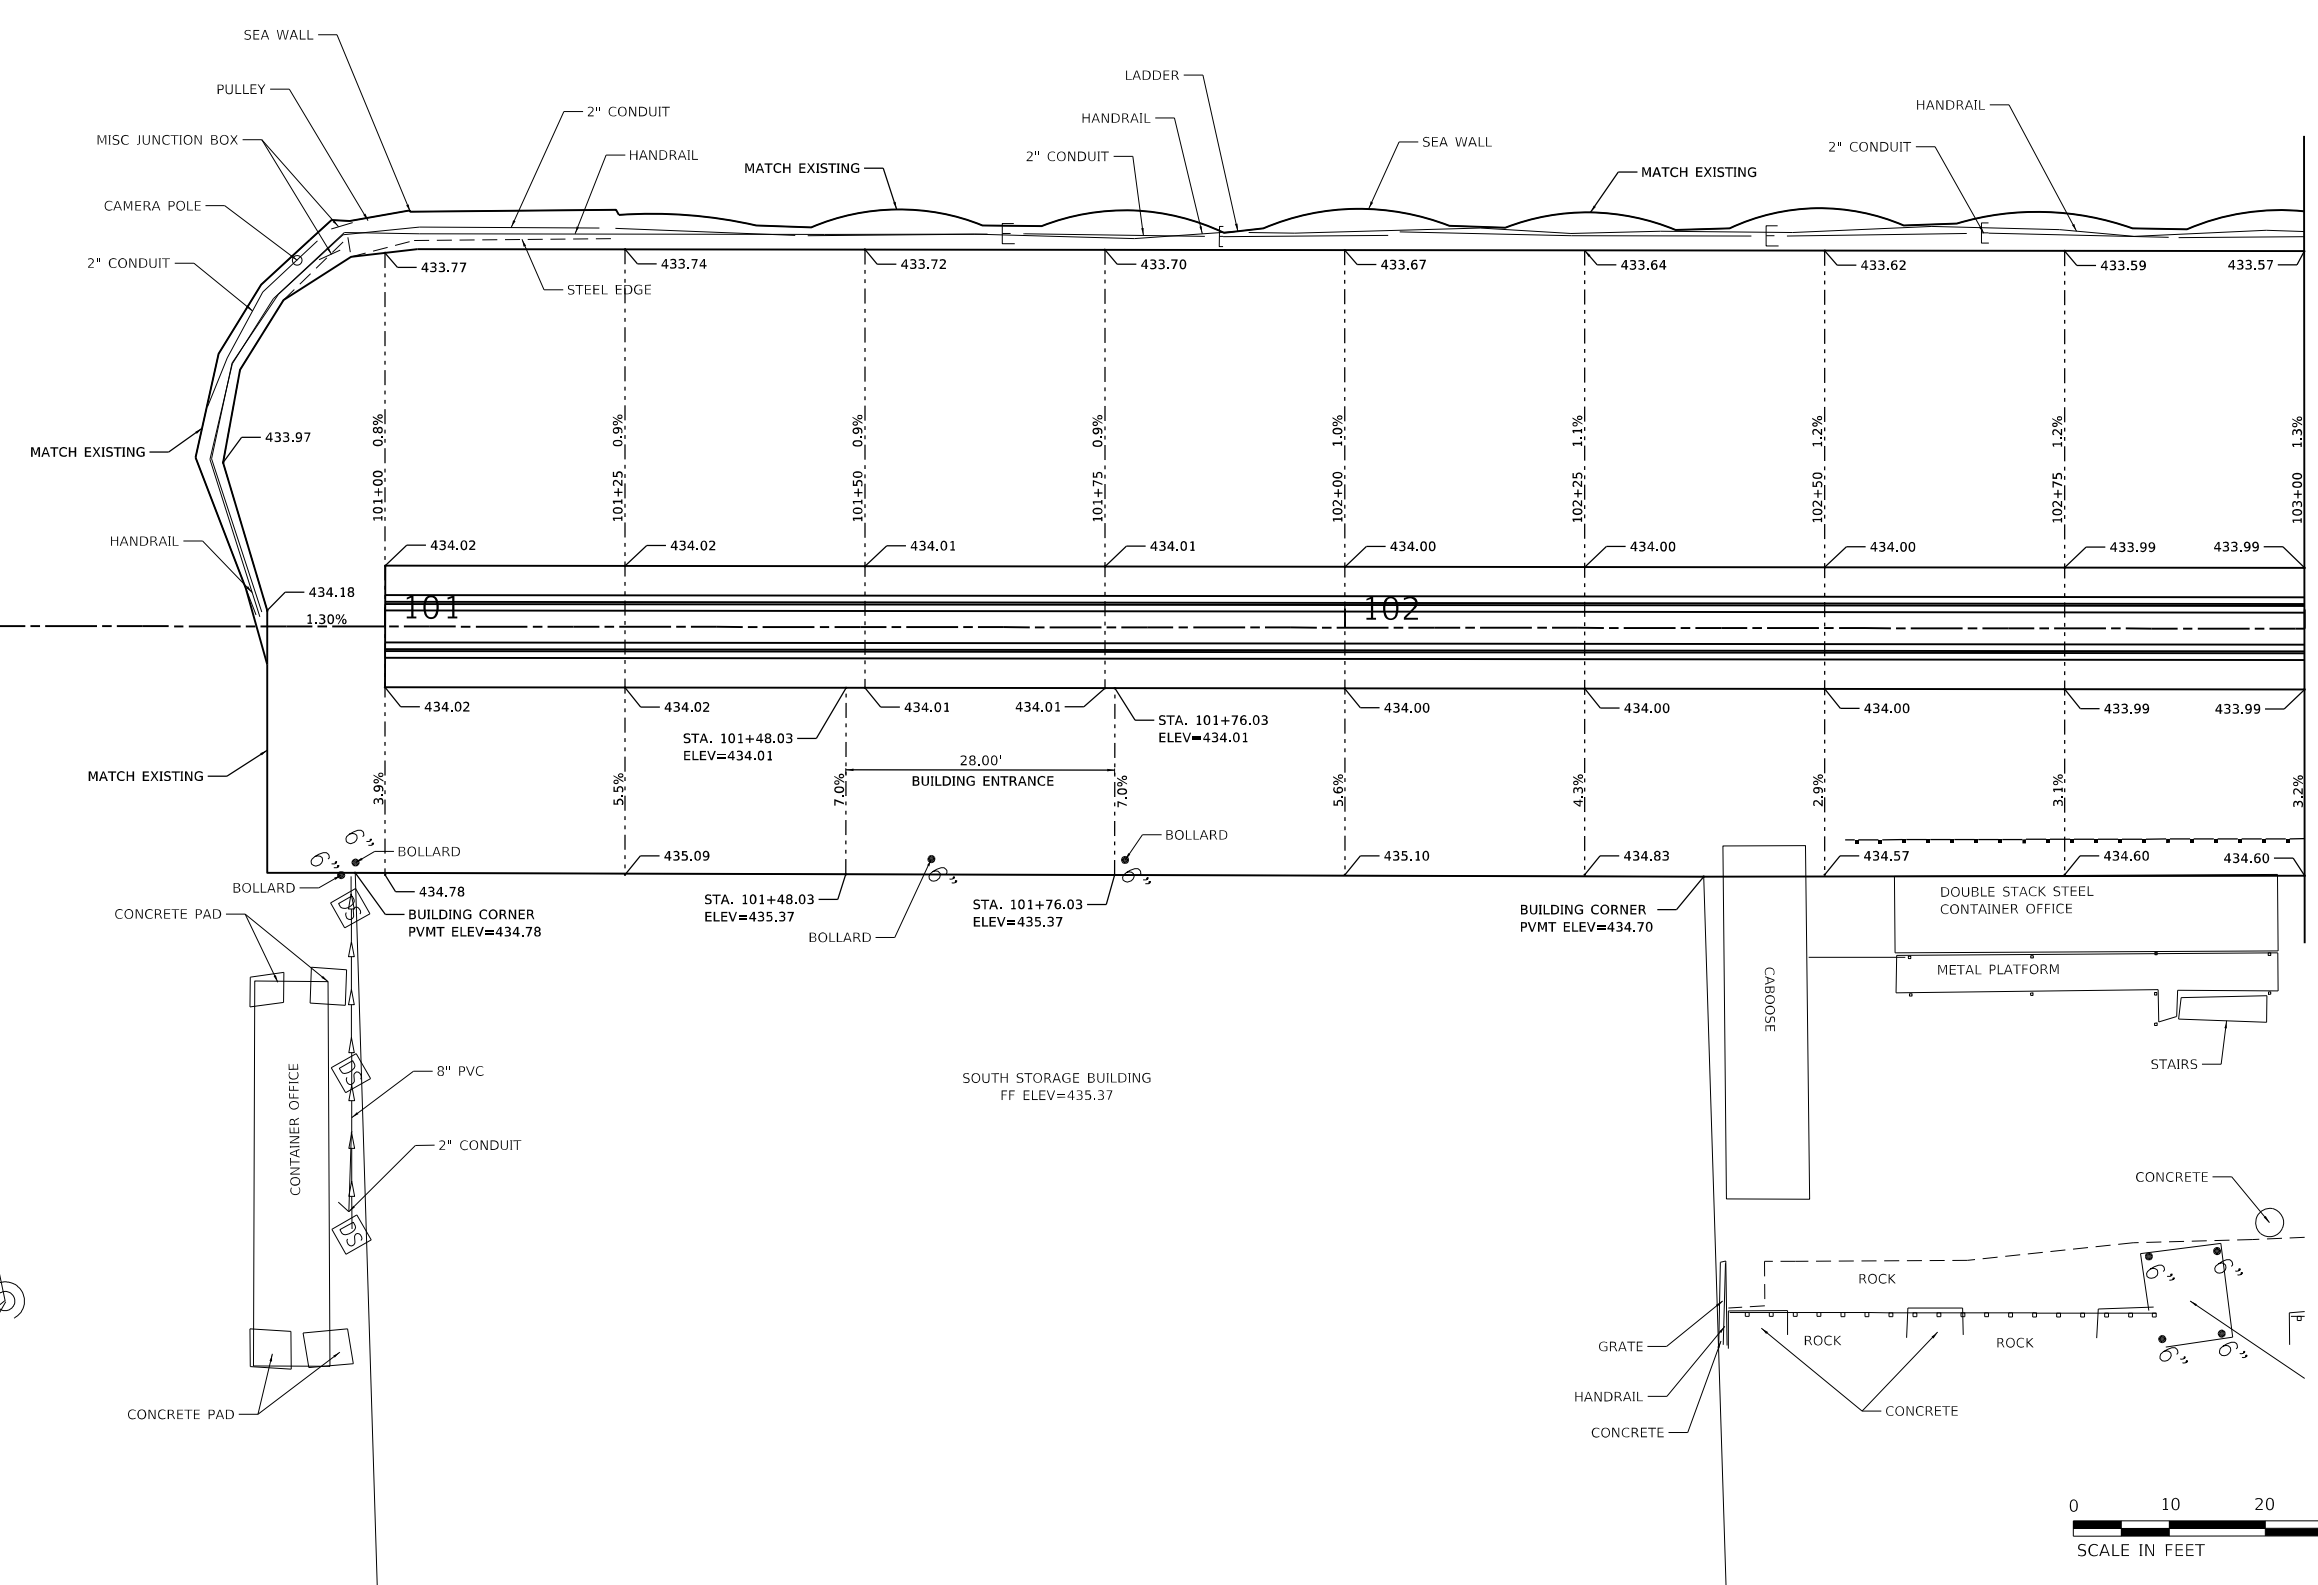 SEA WALL
PULLEY
MISC JUNCTION BOX
CAMERA POLE
2" CONDUIT
2" CONDUIT
HANDRAIL
MATCH EXISTING
STEEL EDGE
LADDER
HANDRAIL
2" CONDUIT
SEA WALL
MATCH EXISTING
HANDRAIL
2" CONDUIT
433.77
433.74
433.72
433.70
433.67
433.64
433.62
433.59
433.57
MATCH EXISTING
433.97
0.8%
0.9%
0.9%
0.9%
1.0%
1.1%
1.2%
1.2%
1.3%
101+00
101+25
101+50
101+75
102+00
102+25
102+50
102+75
103+00
HANDRAIL
434.02
434.02
434.01
434.01
434.00
434.00
434.00
433.99
433.99
434.18
1.30%
101
102
434.02
434.02
434.01
434.01
434.00
434.00
434.00
433.99
433.99
STA. 101+48.03
ELEV=434.01
STA. 101+76.03
ELEV=434.01
28.00'
BUILDING ENTRANCE
MATCH EXISTING
3.9%
5.5%
7.0%
7.0%
5.6%
4.3%
2.9%
3.1%
3.2%
6"
6"
BOLLARD
BOLLARD
434.78
435.09
BOLLARD
435.10
434.83
434.57
434.60
434.60
6"
6"
BUILDING CORNER
PVMT ELEV=434.78
STA. 101+48.03
ELEV=435.37
BOLLARD
STA. 101+76.03
ELEV=435.37
BUILDING CORNER
PVMT ELEV=434.70
DOUBLE STACK STEEL
CONTAINER OFFICE
METAL PLATFORM
CABOOSE
STAIRS
CONCRETE PAD
DS
DS
DS
CONTAINER OFFICE
8" PVC
2" CONDUIT
CONCRETE PAD
SOUTH STORAGE BUILDING
FF ELEV=435.37
CONCRETE
ROCK
ROCK
ROCK
6"
6"
6"
6"
GRATE
HANDRAIL
CONCRETE
CONCRETE
0 10 20
SCALE IN FEET